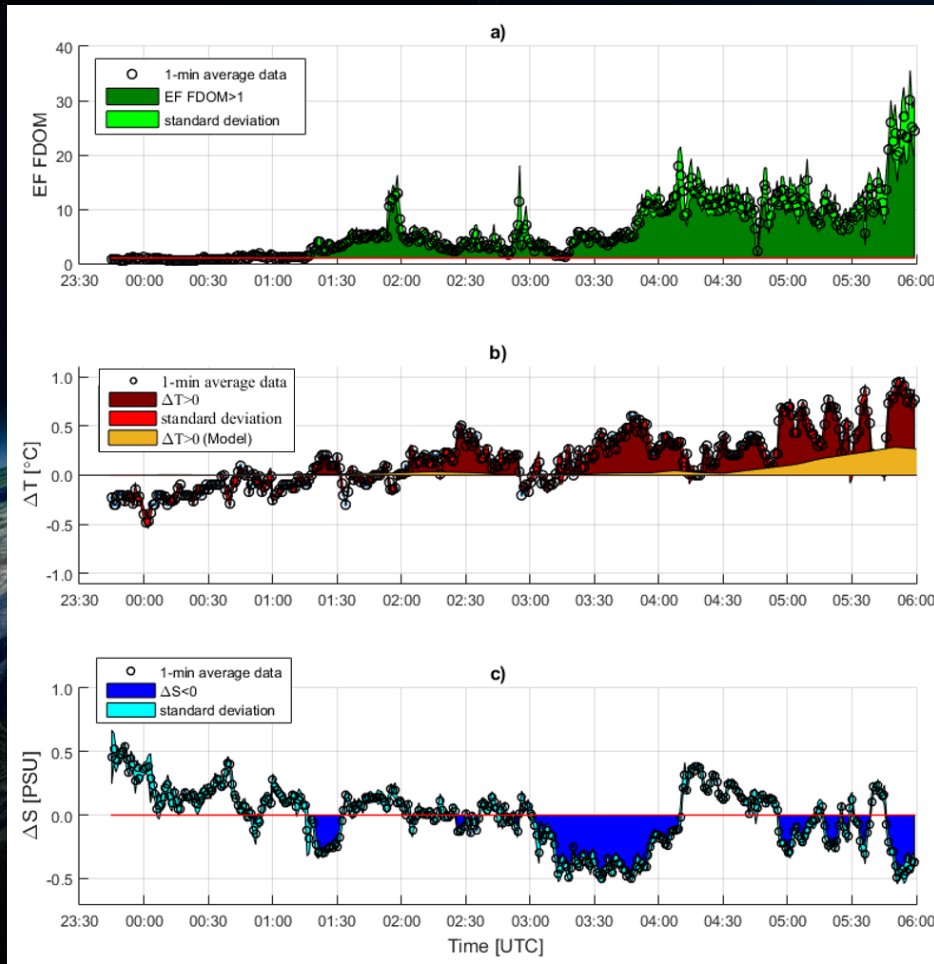 a)
40
30
20
10
0
EF FDOM
1-min average data
EF FDOM>1
standard deviation
23:30 00:00 00:30 01:00 01:30 02:00 02:30 03:00 03:30 04:00 04:30 05:00 05:30 06:00
b)
1.0
0.5
0.0
-0.5
-1.0
ΔT [°C]
1-min average data
ΔT>0
standard deviation
ΔT>0 (Model)
23:30 00:00 00:30 01:00 01:30 02:00 02:30 03:00 03:30 04:00 04:30 05:00 05:30 06:00
c)
1.0
0.5
0.0
-0.5
ΔS [PSU]
1-min average data
ΔS<0
standard deviation
23:30 00:00 00:30 01:00 01:30 02:00 02:30 03:00 03:30 04:00 04:30 05:00 05:30 06:00
Time [UTC]